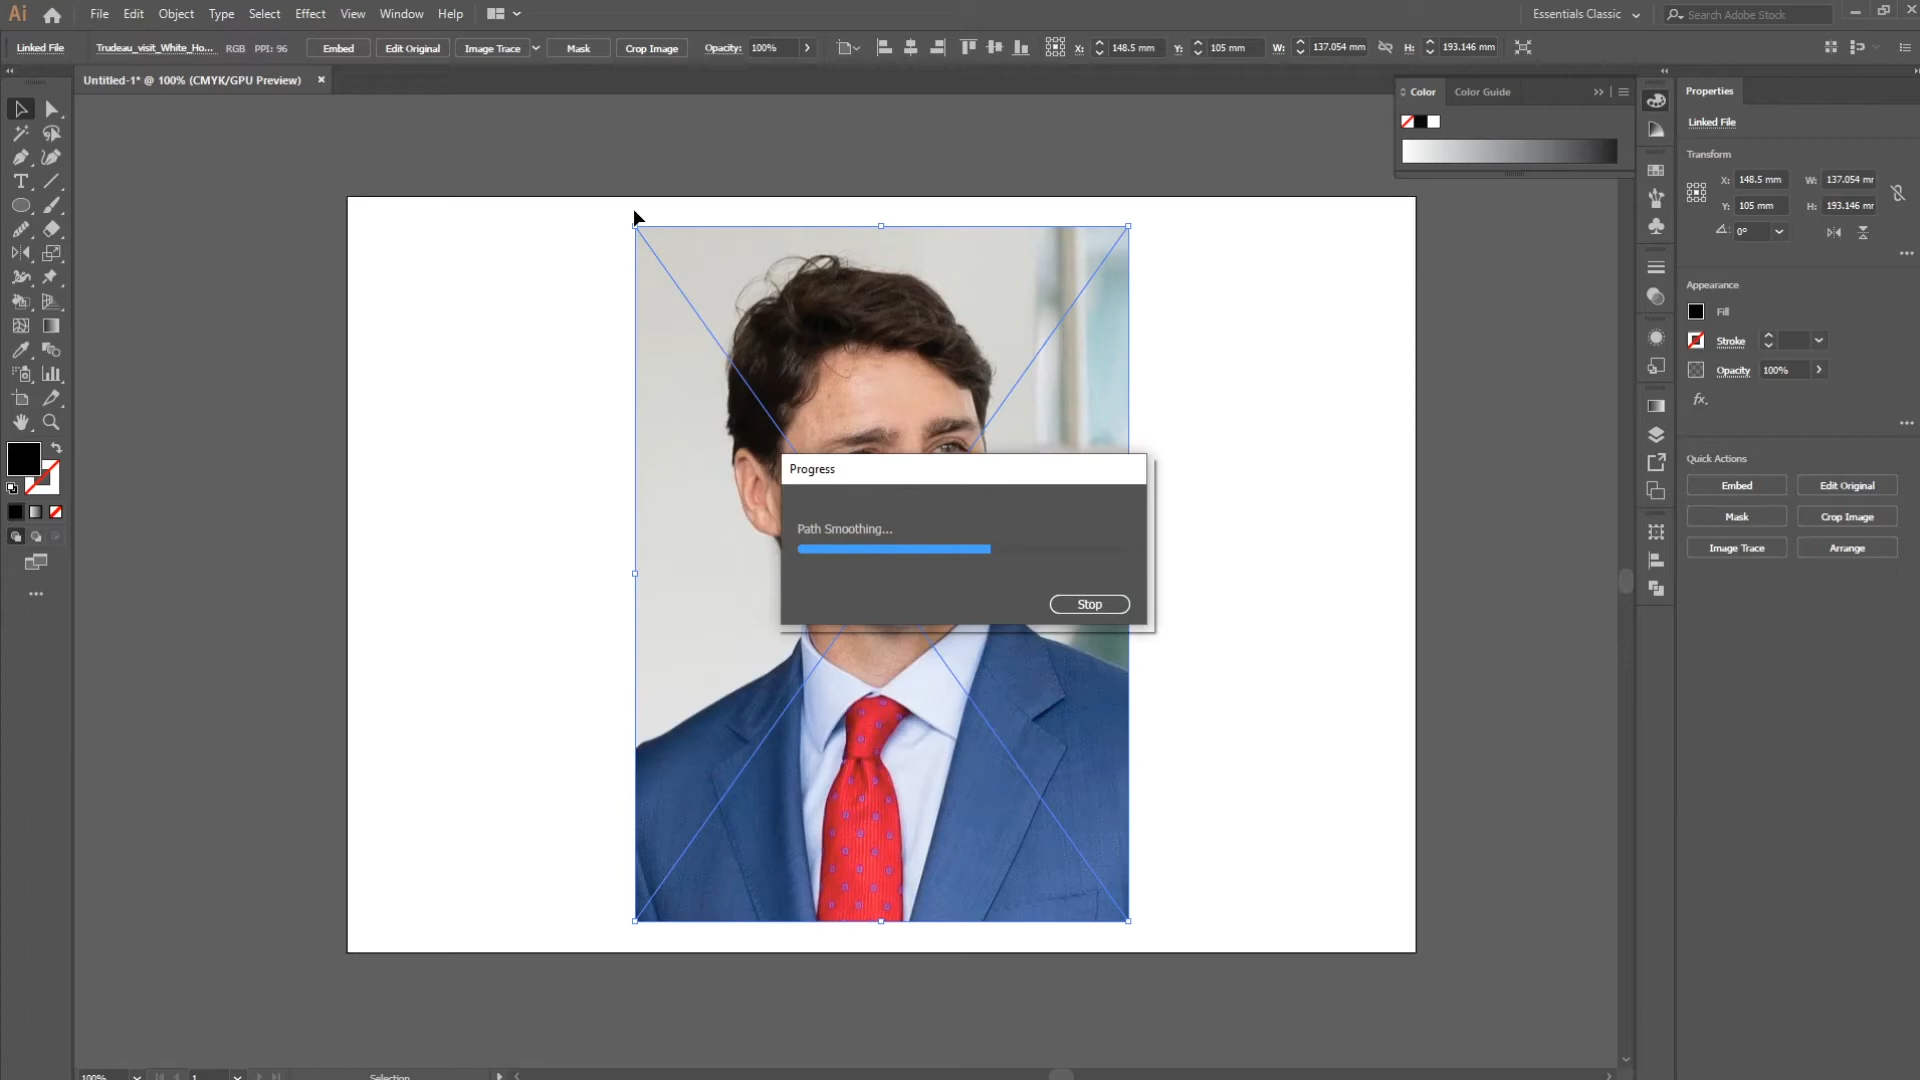 Ai File Edit Object Type Select Effect View Window Help Essentials Classic Search Adobe Stock
Linked File Trudeau_visit_White_Ho... RGB PPI: 96 Embed Edit Original Image Trace Mask Crop Image Opacity: 100% X: 148.5 mm Y: 105 mm W: 137.054 mm H: 193.146 mm
Untitled-1* @ 100% (CMYK/GPU Preview)
Color Color Guide
Properties
Linked File
Transform
X: 148.5 mm W: 137.054 mr
Y: 105 mm H: 193.146 mr
0°
Appearance
Fill
Stroke
Opacity 100%
fx.
Quick Actions
Embed Edit Original
Mask Crop Image
Image Trace Arrange
Progress
Path Smoothing...
Stop
100% 1 Selection